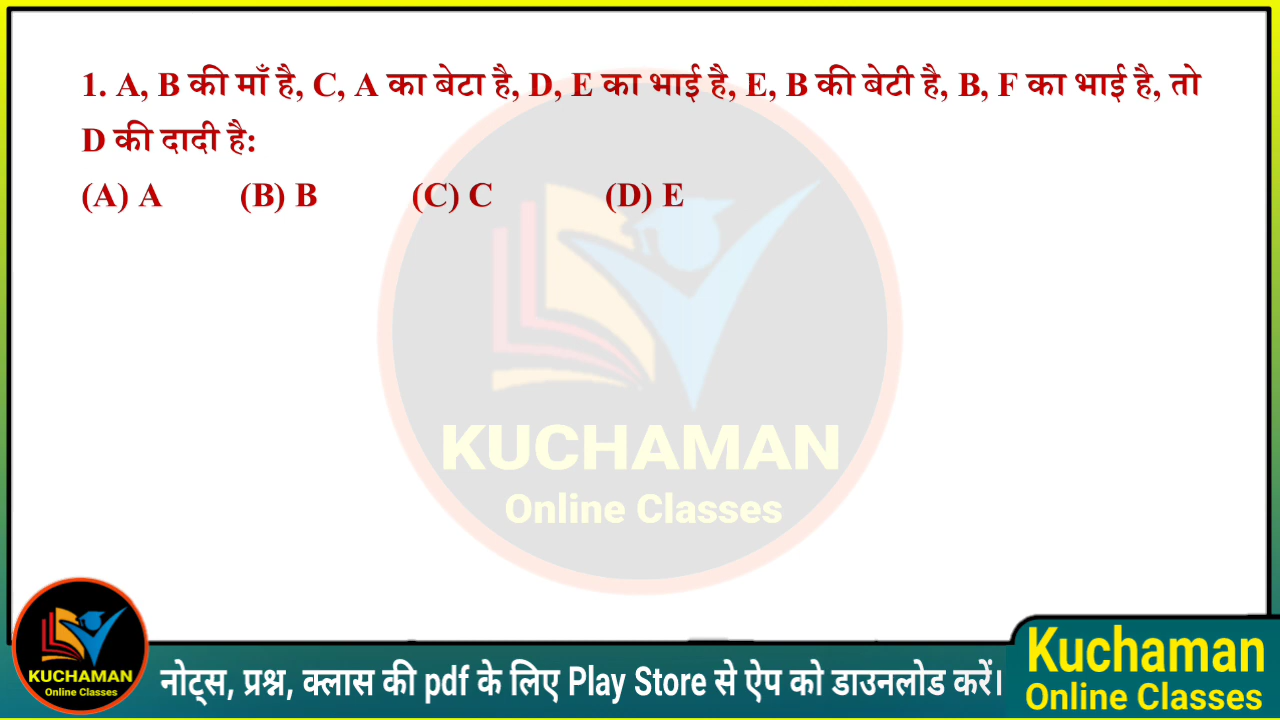 1. A, B की माँ है, C, A का बेटा है, D, E का भाई है, E, B की बेटी है, B, F का भाई है, तो
D की दादी है:
(A) A (B) B (C) C (D) E
KUCHAMAN
Online Classes
KUCHAMAN
Online Classes
नोट्स, प्रश्न, क्लास की pdf के लिए Play Store से ऐप को डाउनलोड करें।
Kuchaman
Online Classes